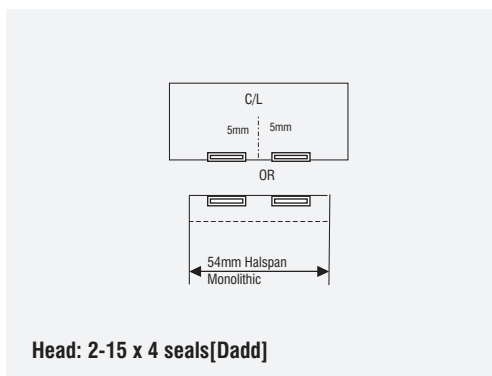 C/L
5mm 5mm
OR
54mm Halspan
Monolithic
Head: 2-15 x 4 seals[Dadd]